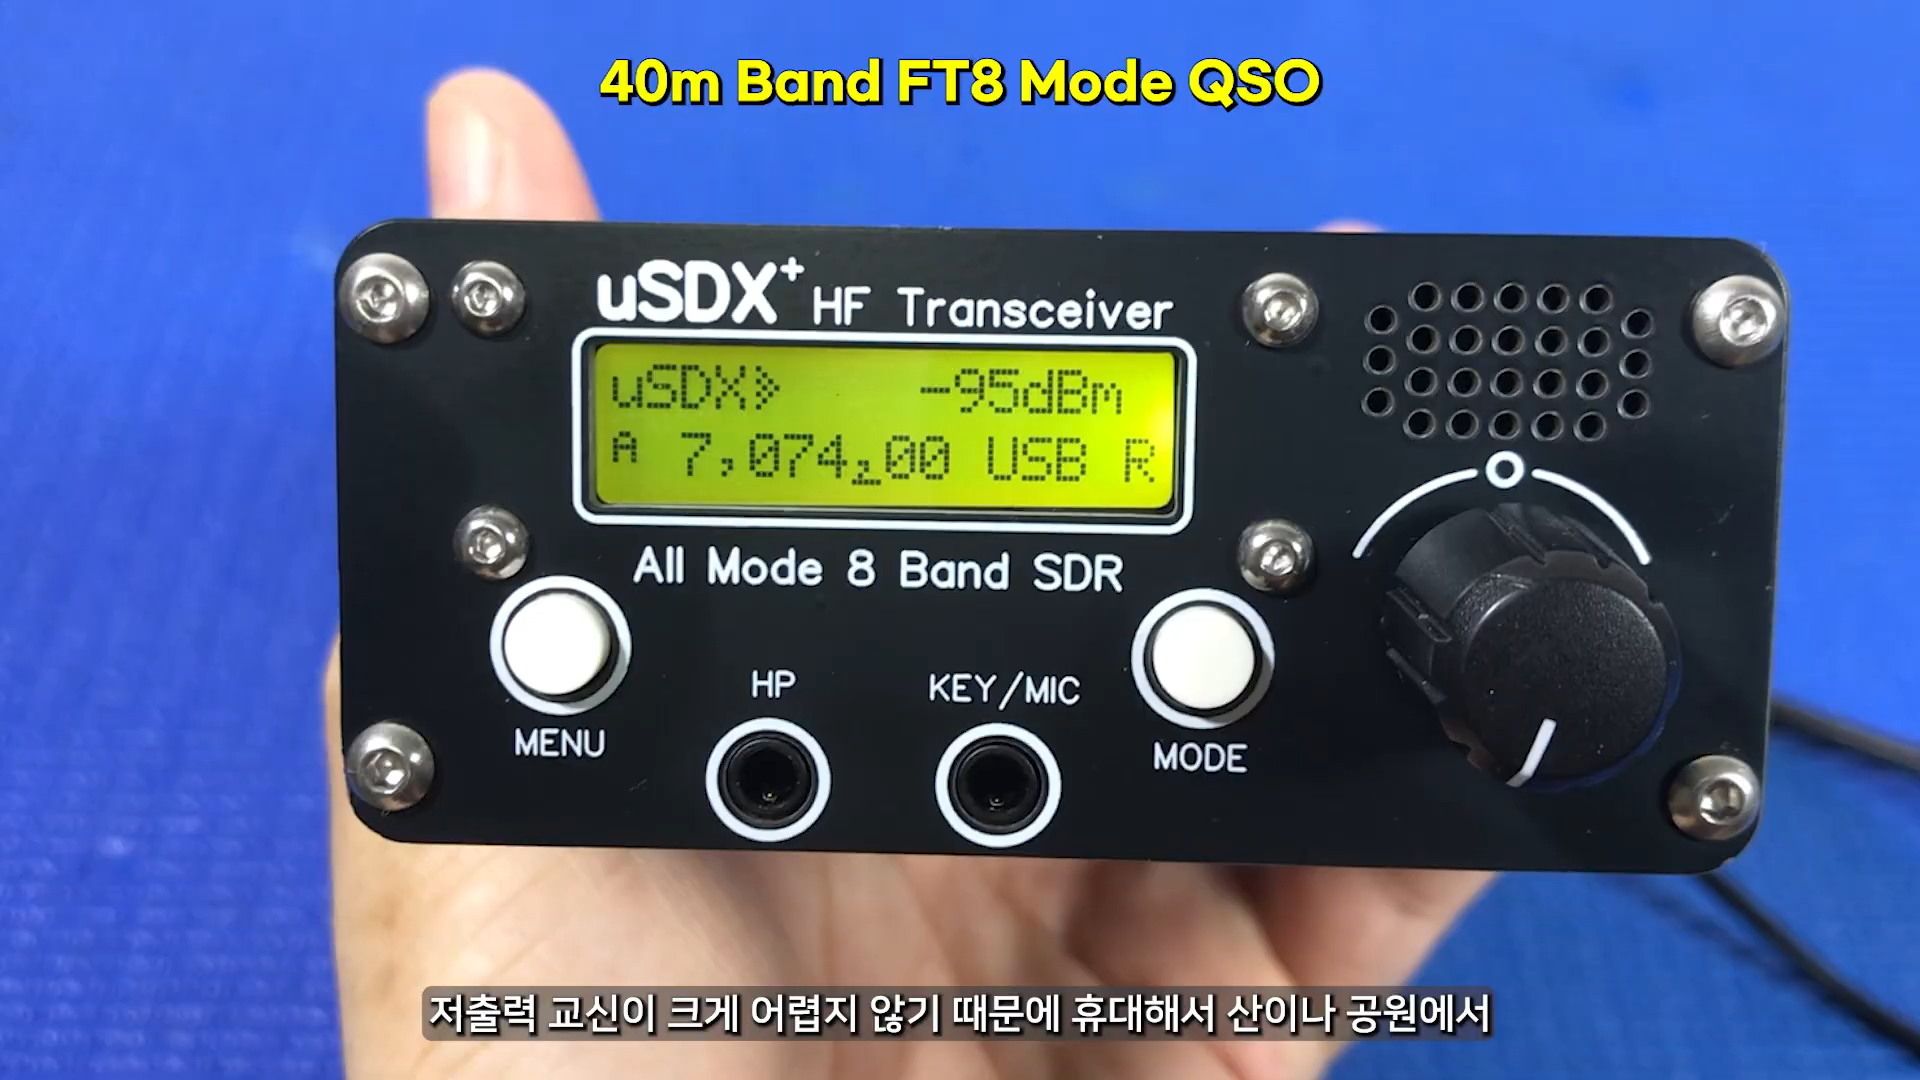 40m Band FT8 Mode QSO
uSDX+ HF Transceiver
uSDX -95dBm
A 7,074,00 USB R
All Mode 8 Band SDR
MENU
HP
KEY/MIC
MODE
저출력 교신이 크게 어렵지 않기 때문에 휴대해서 산이나 공원에서